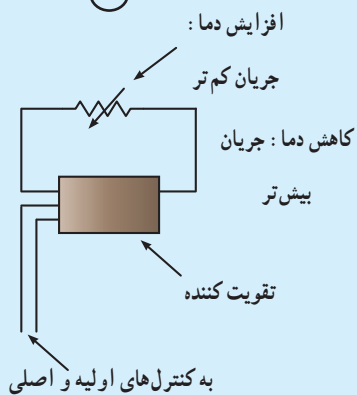 افزایش دما :
جریان کم‌تر
کاهش دما : جریان
بیش‌تر
تقویت کننده
به کنترل‌های اولیه و اصلی